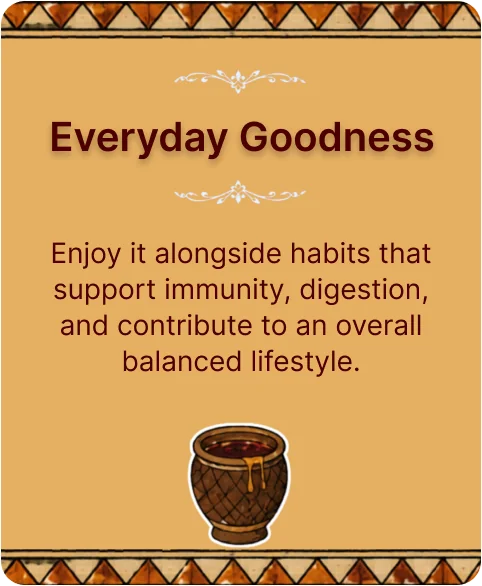 Everyday Goodness
Enjoy it alongside habits that
support immunity, digestion,
and contribute to an overall
balanced lifestyle.